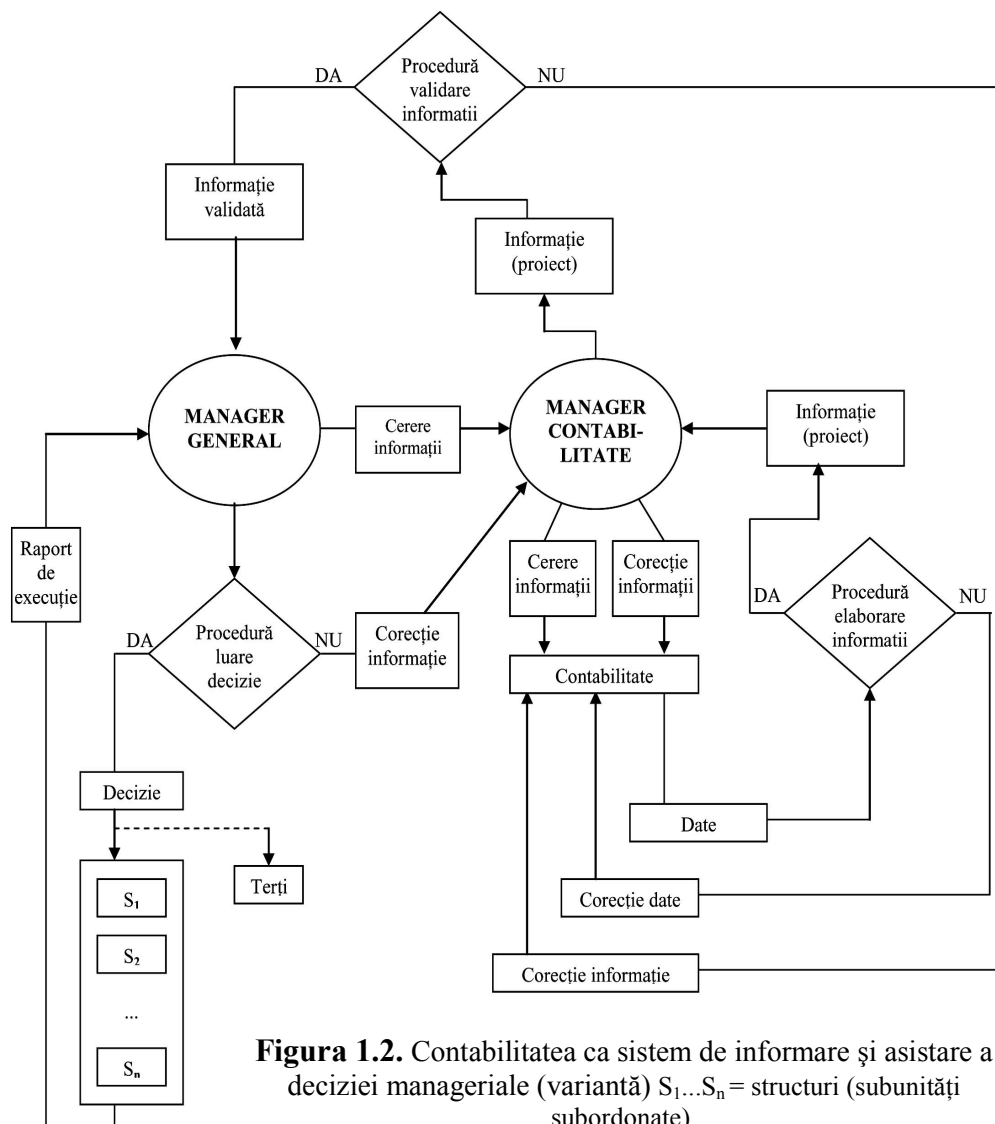 DA
Procedură
validare
informatii
NU
Informație
validată
Informație
(proiect)
MANAGER
GENERAL
Cerere
informații
MANAGER
CONTABI-
LITATE
Informație
(proiect)
Raport
de
execuție
DA
Procedură
luare
decizie
NU
Corecție
informație
Cerere
informații
Corecție
informații
DA
Procedură
elaborare
informatii
NU
Contabilitate
Decizie
Date
Terți
S₁
Corecție date
S₂
Corecție informație
...
Sₙ
Figura 1.2. Contabilitatea ca sistem de informare şi asistare a
deciziei manageriale (variantă) S₁...Sₙ = structuri (subunități
subordonate)